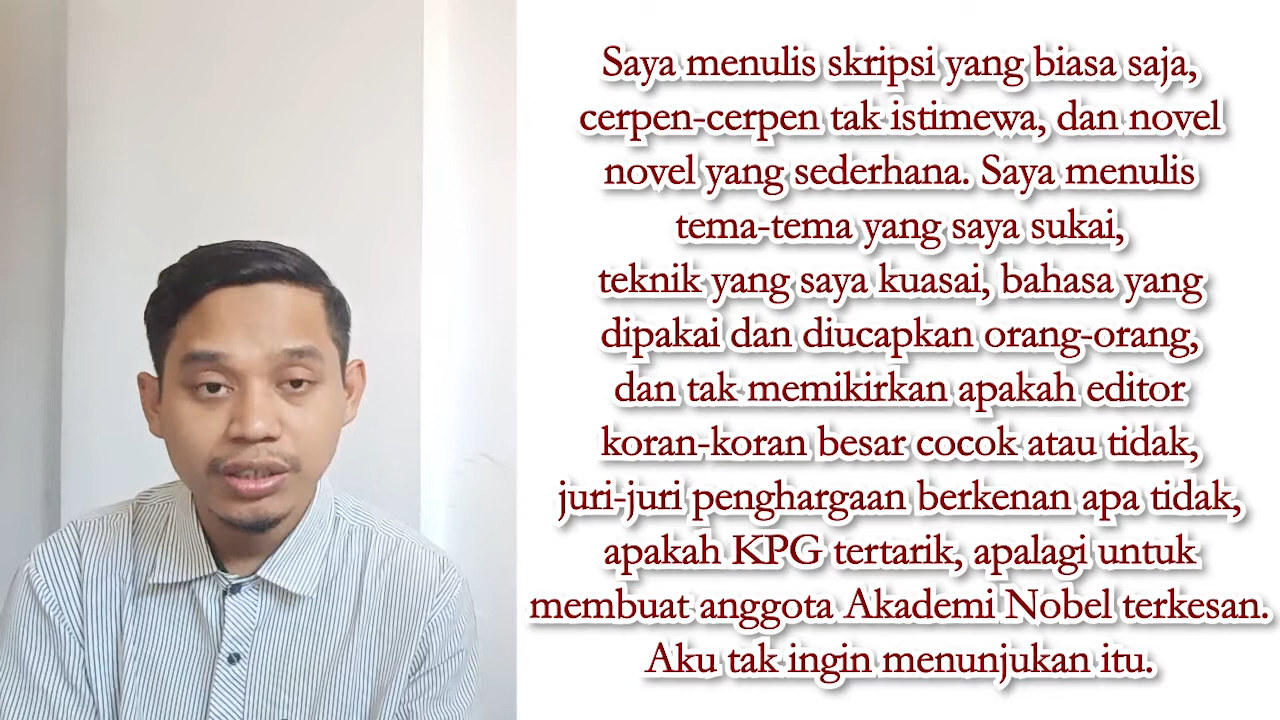 Saya menulis skripsi yang biasa saja,
cerpen-cerpen tak istimewa, dan novel
novel yang sederhana. Saya menulis
tema-tema yang saya sukai,
teknik yang saya kuasai, bahasa yang
dipakai dan diucapkan orang-orang,
dan tak memikirkan apakah editor
koran-koran besar cocok atau tidak,
juri-juri penghargaan berkenan apa tidak,
apakah KPG tertarik, apalagi untuk
membuat anggota Akademi Nobel terkesan.
Aku tak ingin menunjukan itu.